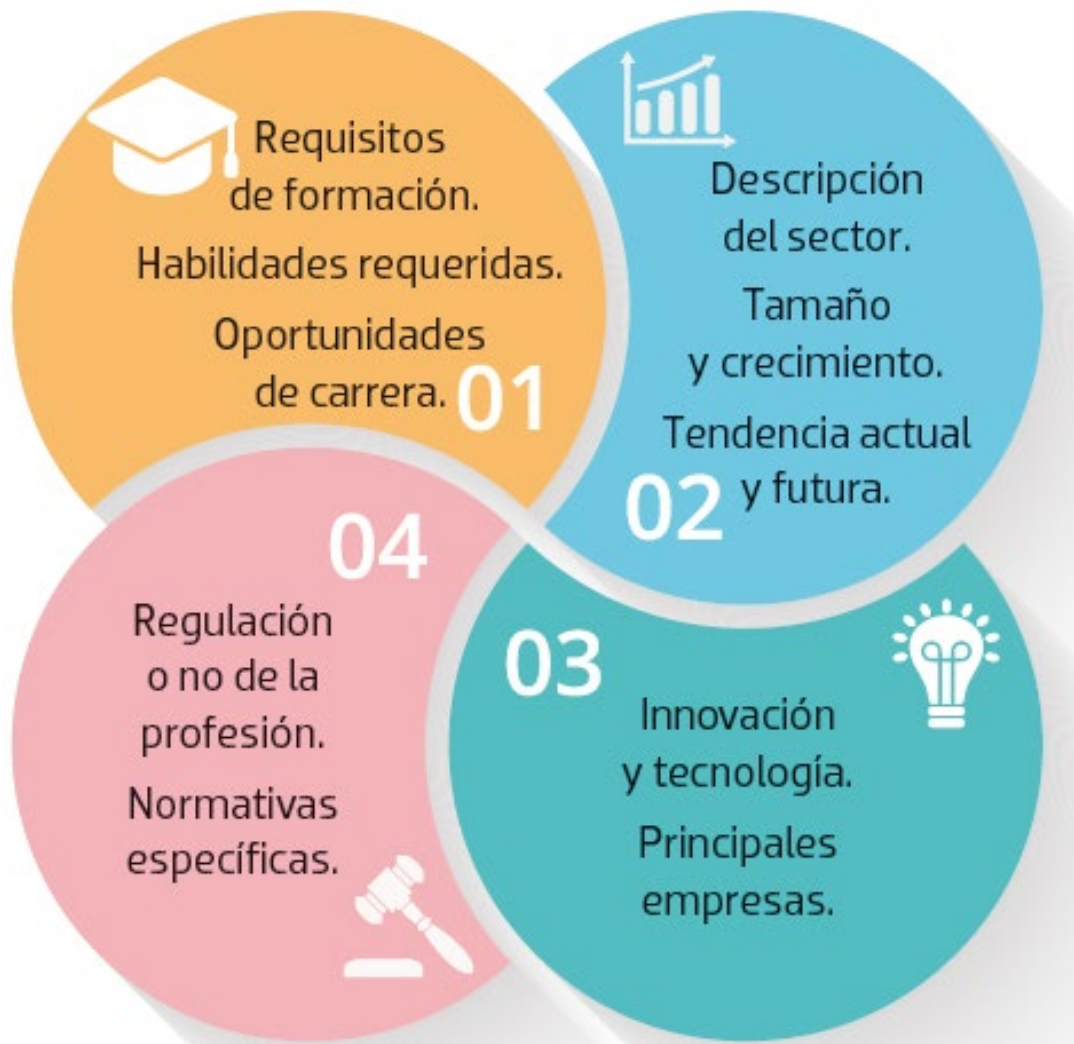 Requisitos
de formación.
Habilidades requeridas.
Oportunidades
de carrera.
01
Descripción
del sector.
Tamaño
y crecimiento.
Tendencia actual
y futura.
02
03
Innovación
y tecnología.
Principales
empresas.
04
Regulación
o no de la
profesión.
Normativas
específicas.